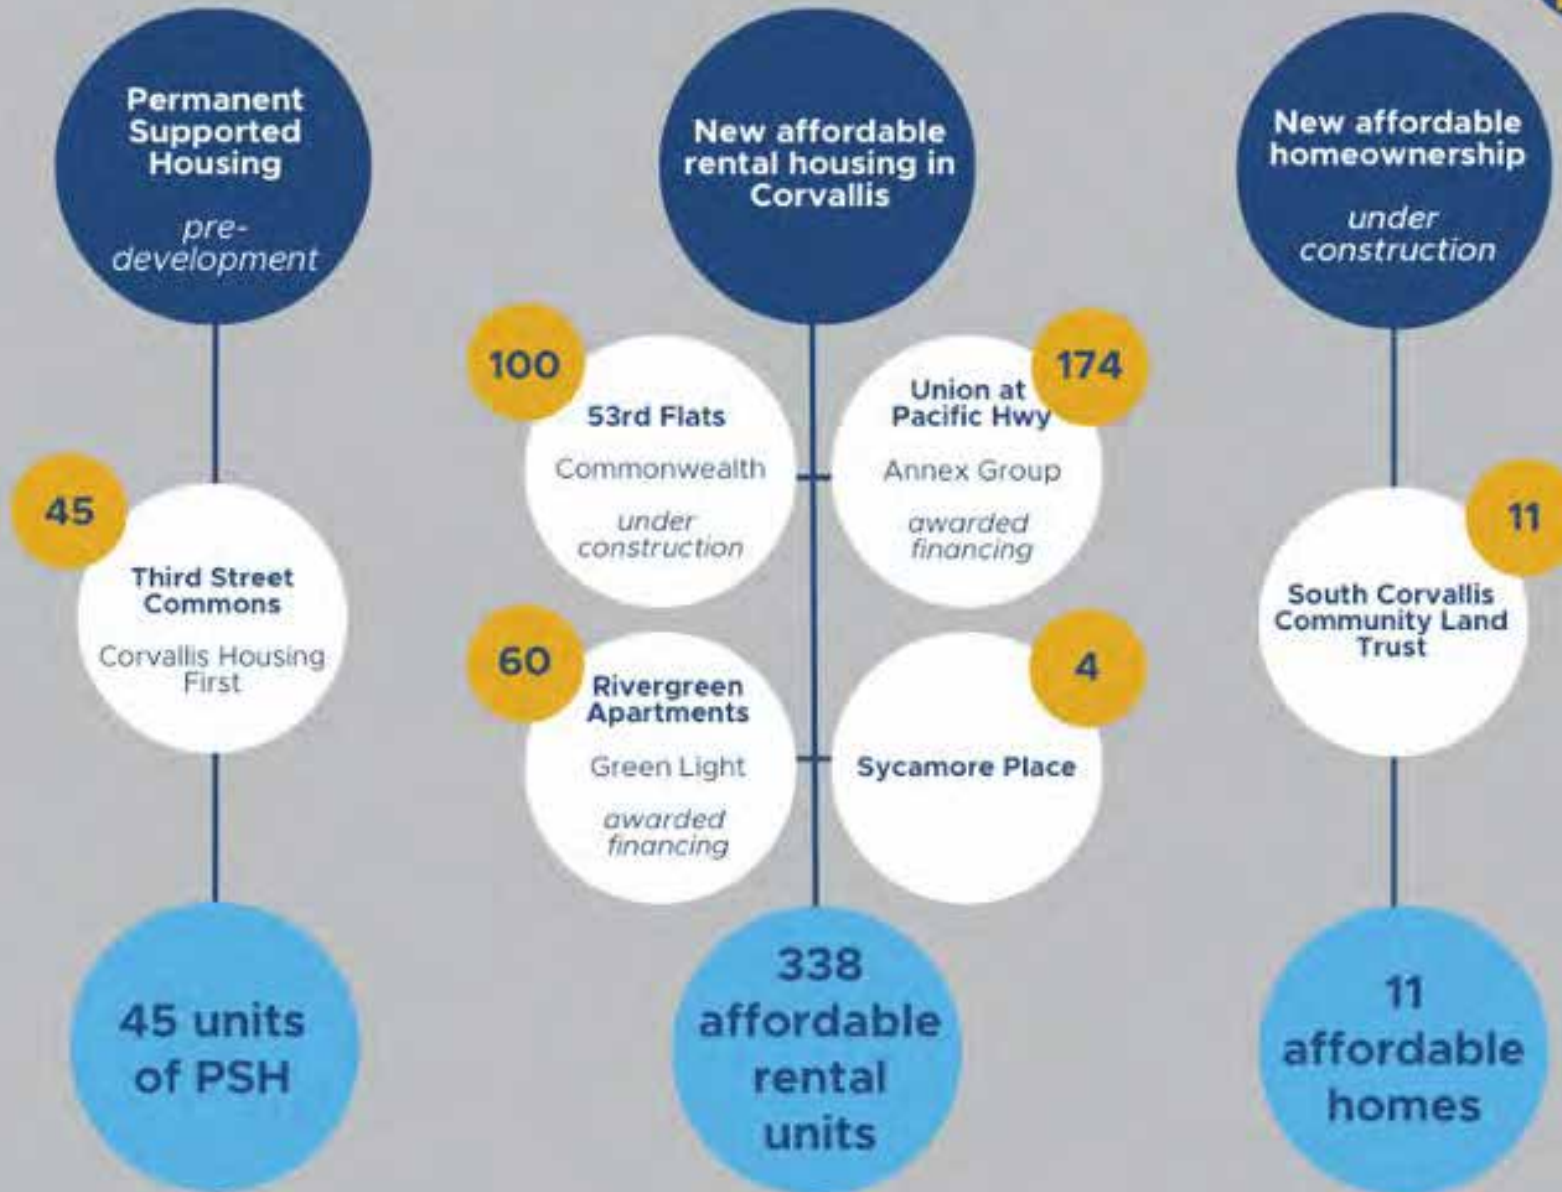 Permanent
Supported
Housing
pre-
development
45
Third Street
Commons
Corvallis Housing
First
45 units
of PSH
New affordable
rental housing in
Corvallis
100
53rd Flats
Commonwealth
under
construction
174
Union at
Pacific Hwy
Annex Group
awarded
financing
60
Rivergreen
Apartments
Green Light
awarded
financing
4
Sycamore Place
338
affordable
rental
units
New affordable
homeownership
under
construction
11
South Corvallis
Community Land
Trust
11
affordable
homes